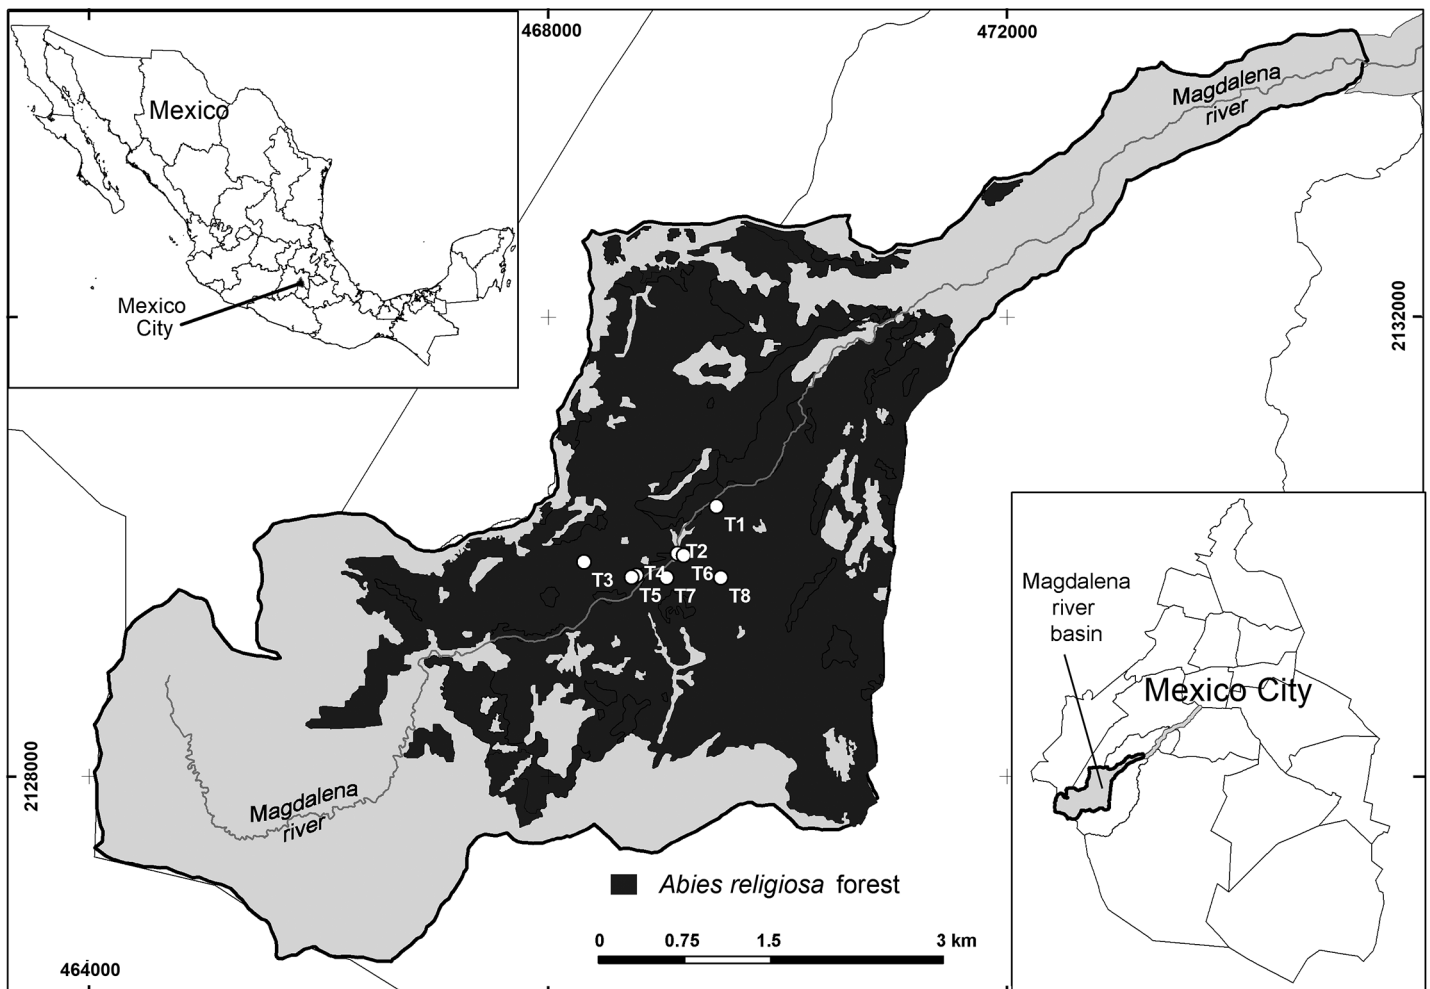 468000
472000
Mexico
Mexico
City
Magdalena
river
2132000
T1
T2
T3
T4
T6
T5
T7
T8
Magdalena
river
basin
Mexico City
2128000
Magdalena
river
Abies religiosa forest
0 0.75 1.5 3 km
464000